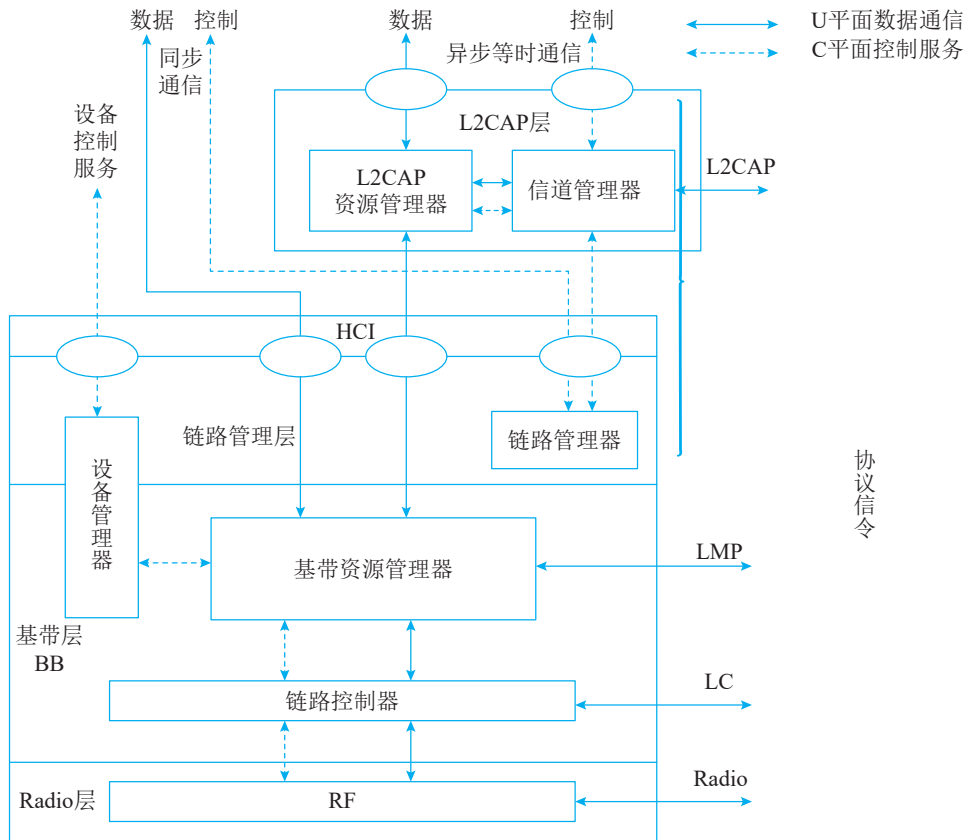 数据
控制
数据
控制
U平面数据通信
C平面控制服务
同步
通信
异步等时通信
设备
控制
服务
L2CAP层
L2CAP
资源管理器
信道管理器
L2CAP
HCI
链路管理层
链路管理器
设备管理器
协议信令
基带资源管理器
LMP
基带层
BB
链路控制器
LC
Radio层
RF
Radio